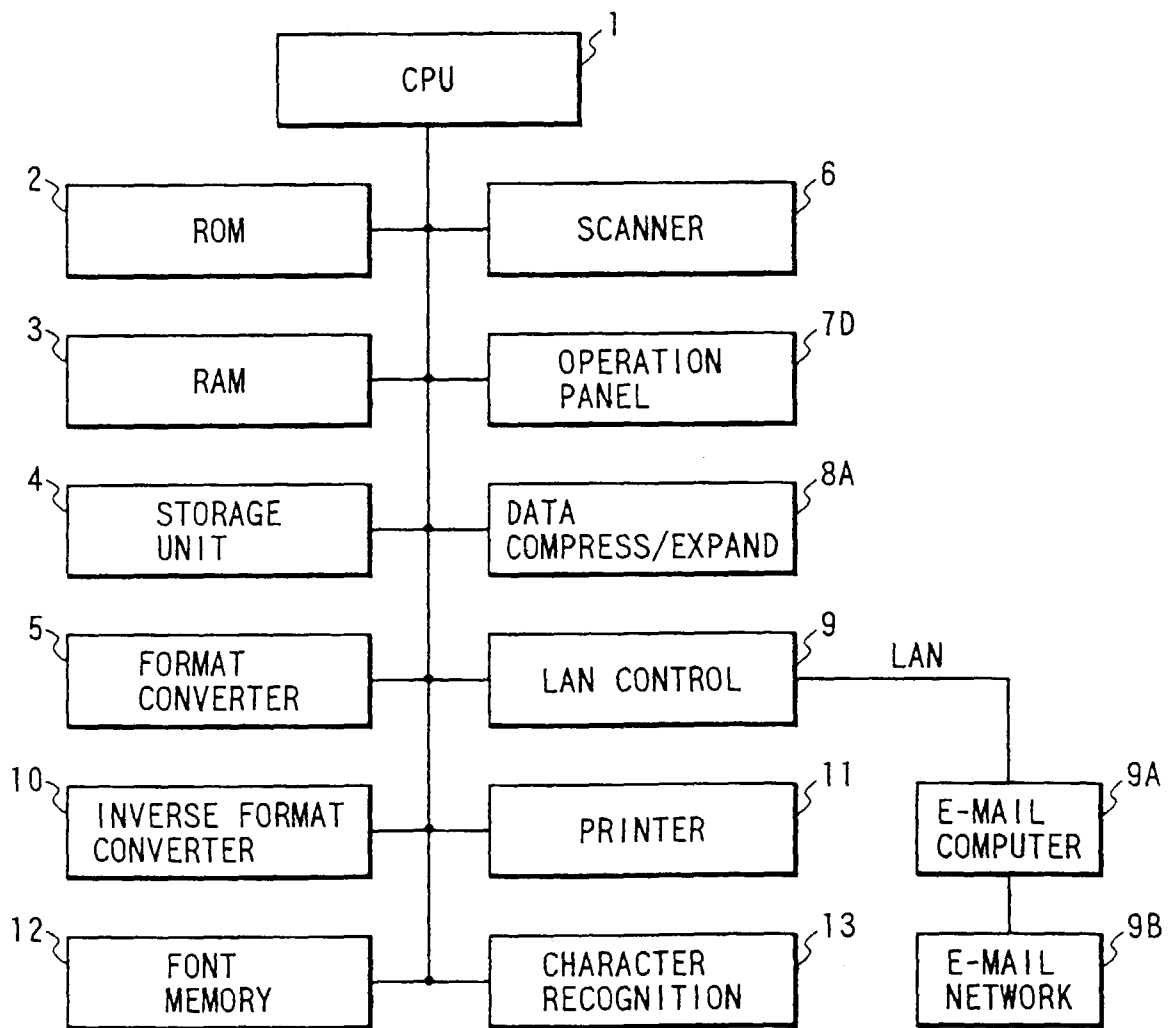 1
CPU
2
ROM
6
SCANNER
3
RAM
7D
OPERATION
PANEL
4
STORAGE
UNIT
8A
DATA
COMPRESS/EXPAND
5
FORMAT
CONVERTER
9
LAN CONTROL
LAN
10
INVERSE FORMAT
CONVERTER
11
PRINTER
9A
E-MAIL
COMPUTER
12
FONT
MEMORY
13
CHARACTER
RECOGNITION
9B
E-MAIL
NETWORK